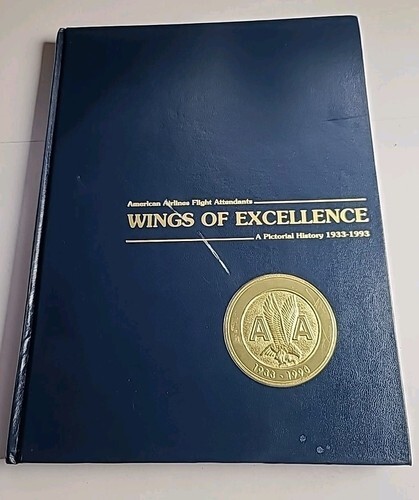 American Airlines Flight Attendants
WINGS OF EXCELLENCE
A Pictorial History 1933-1993
A A
1933 - 1993